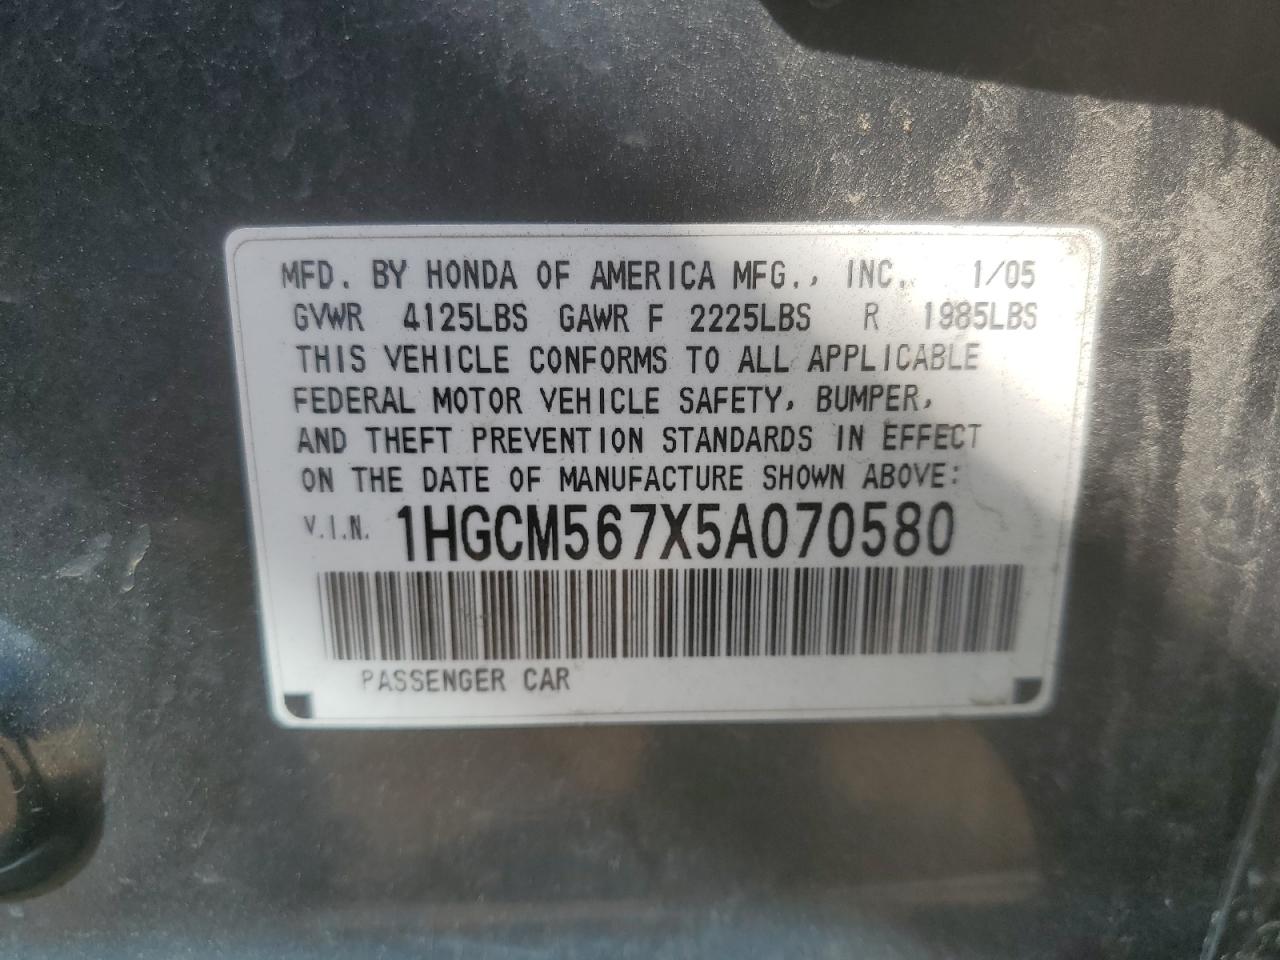 MFD. BY HONDA OF AMERICA MFG., INC. 1/05
GVWR 4125LBS GAWR F 2225LBS R 1985LBS
THIS VEHICLE CONFORMS TO ALL APPLICABLE
FEDERAL MOTOR VEHICLE SAFETY, BUMPER,
AND THEFT PREVENTION STANDARDS IN EFFECT
ON THE DATE OF MANUFACTURE SHOWN ABOVE:
V.I.N. 1HGCM567X5A070580
PASSENGER CAR